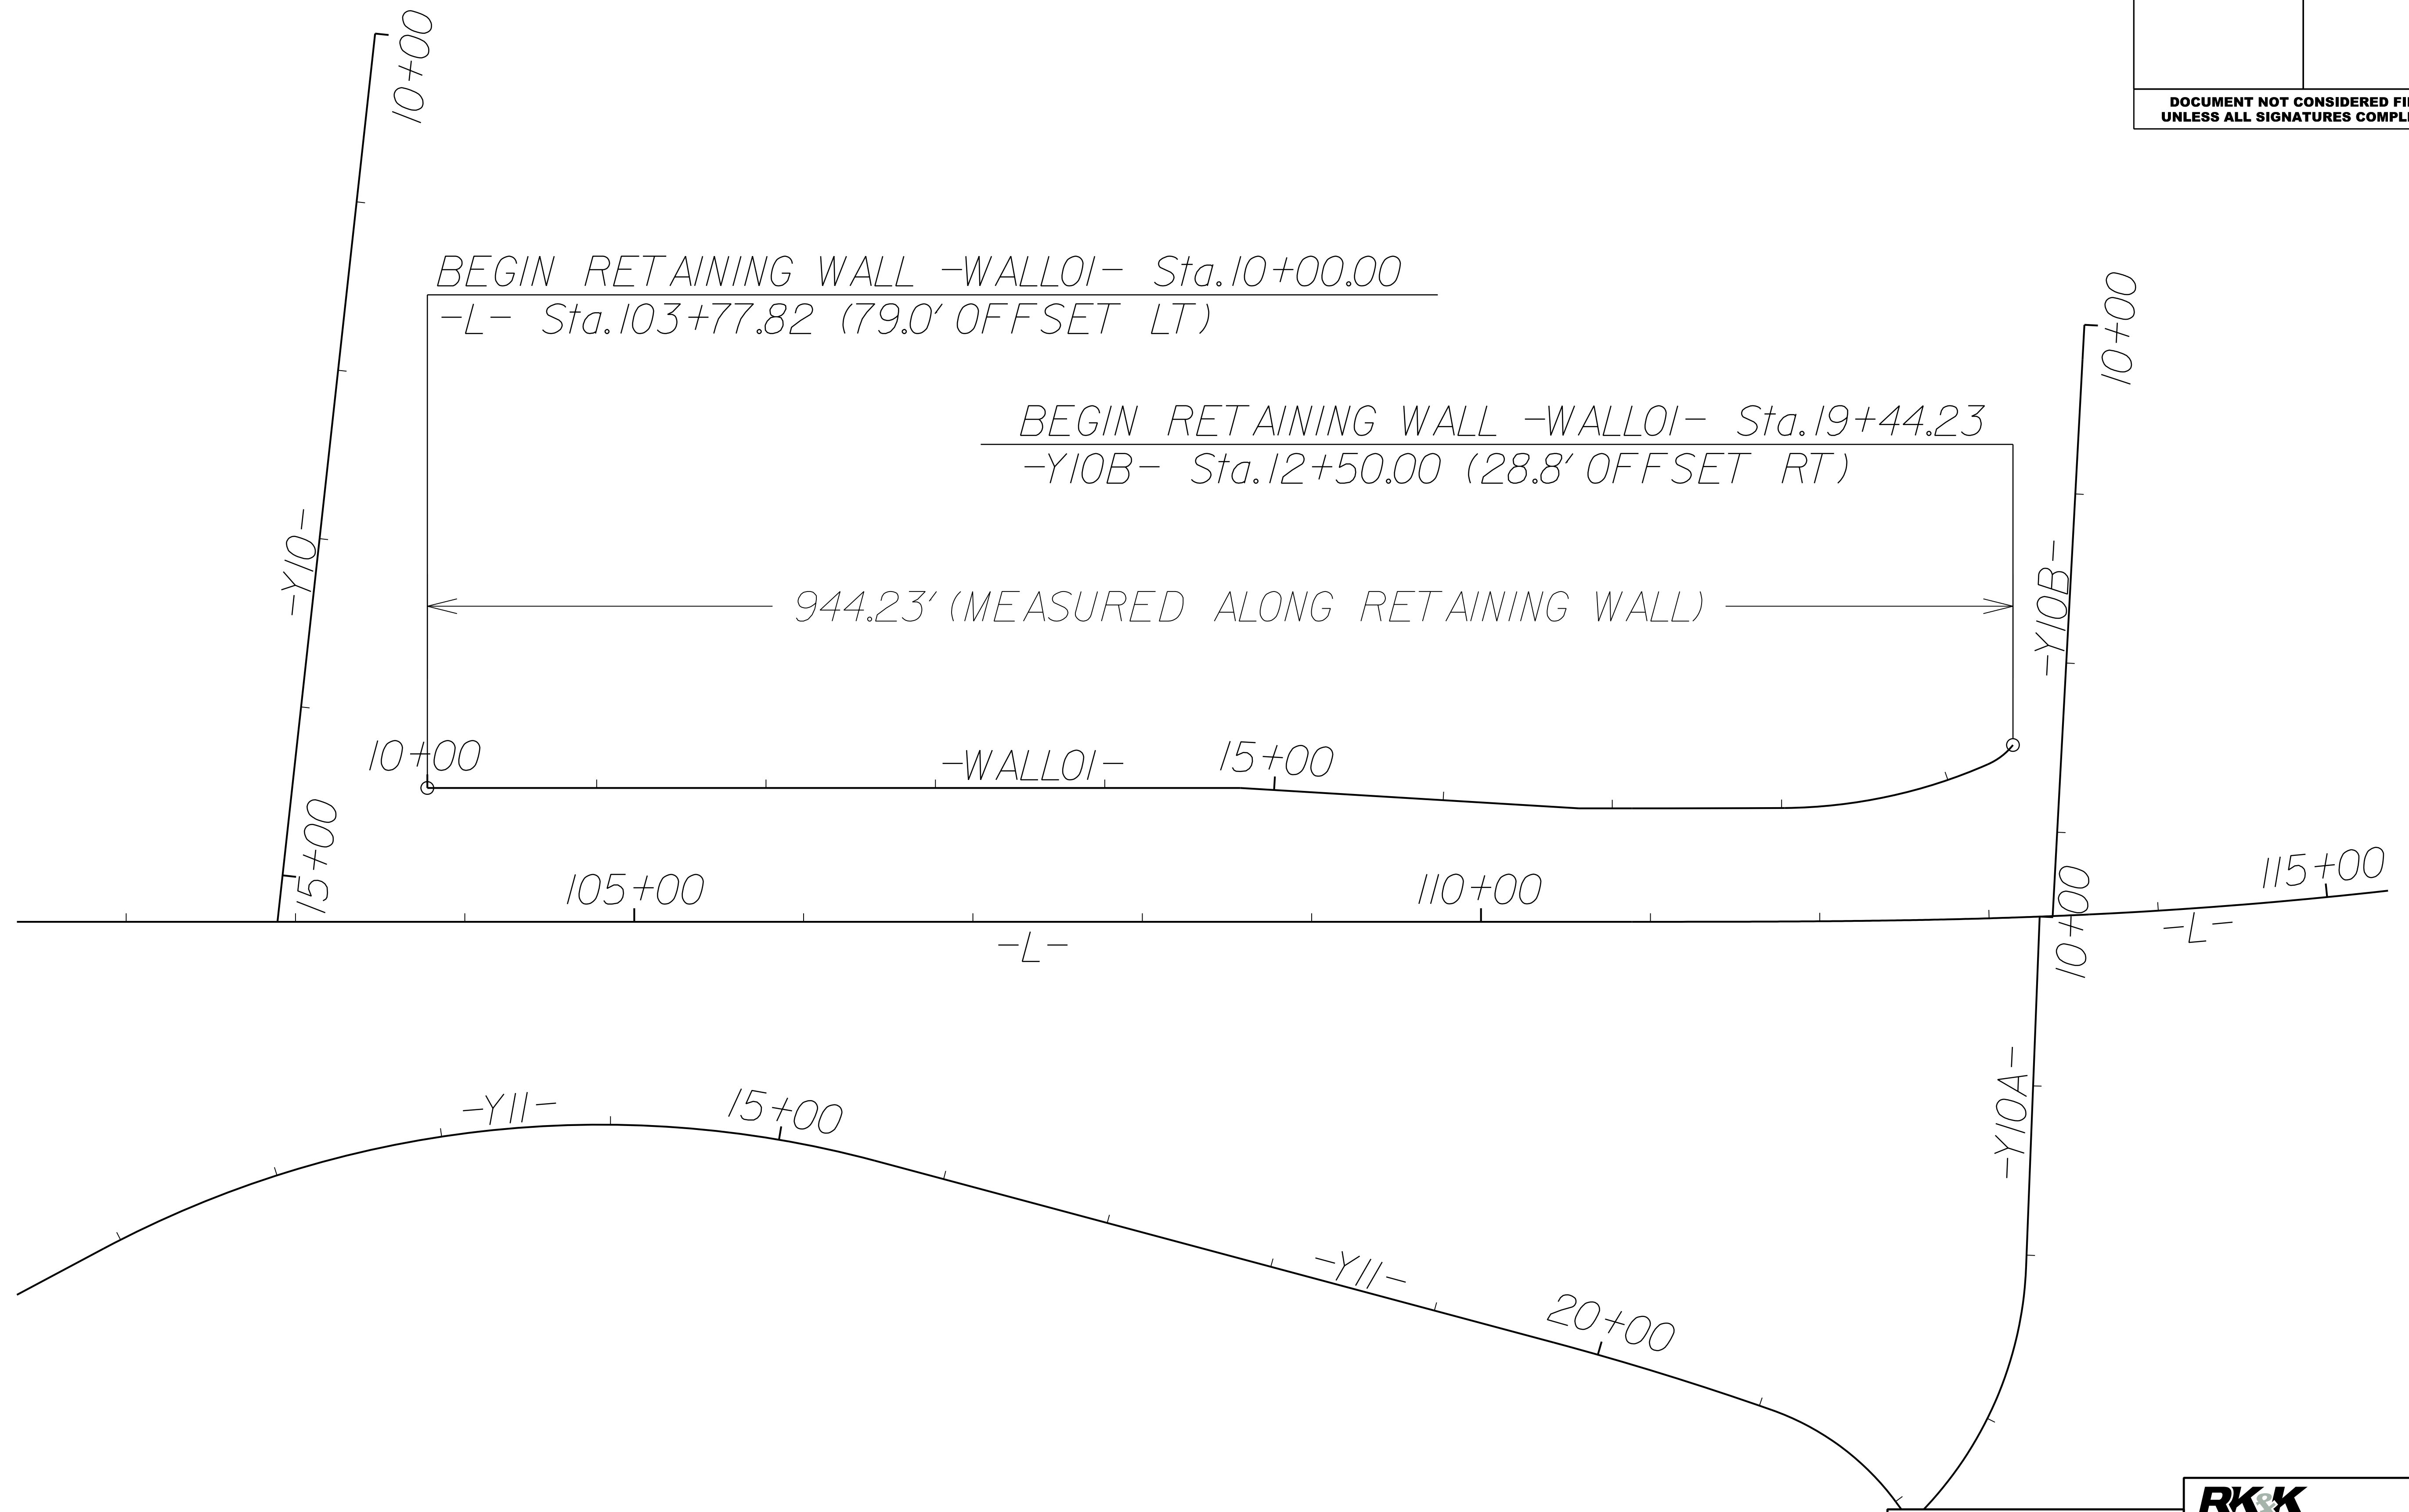 10+00
DOCUMENT NOT CONSIDERED
UNLESS ALL SIGNATURES
BEGIN RETAINING WALL -WALL01- Sta.10+00.00
-L- Sta.103+77.82 (79.0' OFFSET LT)
10+00
BEGIN RETAINING WALL -WALL01- Sta.19+44.23
-Y10B- Sta.12+50.00 (28.8' OFFSET RT)
-Y10-
-Y10B-
944.23' (MEASURED ALONG RETAINING WALL)
10+00
-WALL01-
15+00
15+00
105+00
110+00
115+00
-L-
10+00
-L-
-Y11-
15+00
-Y10A-
-Y11-
20+00
RK&K